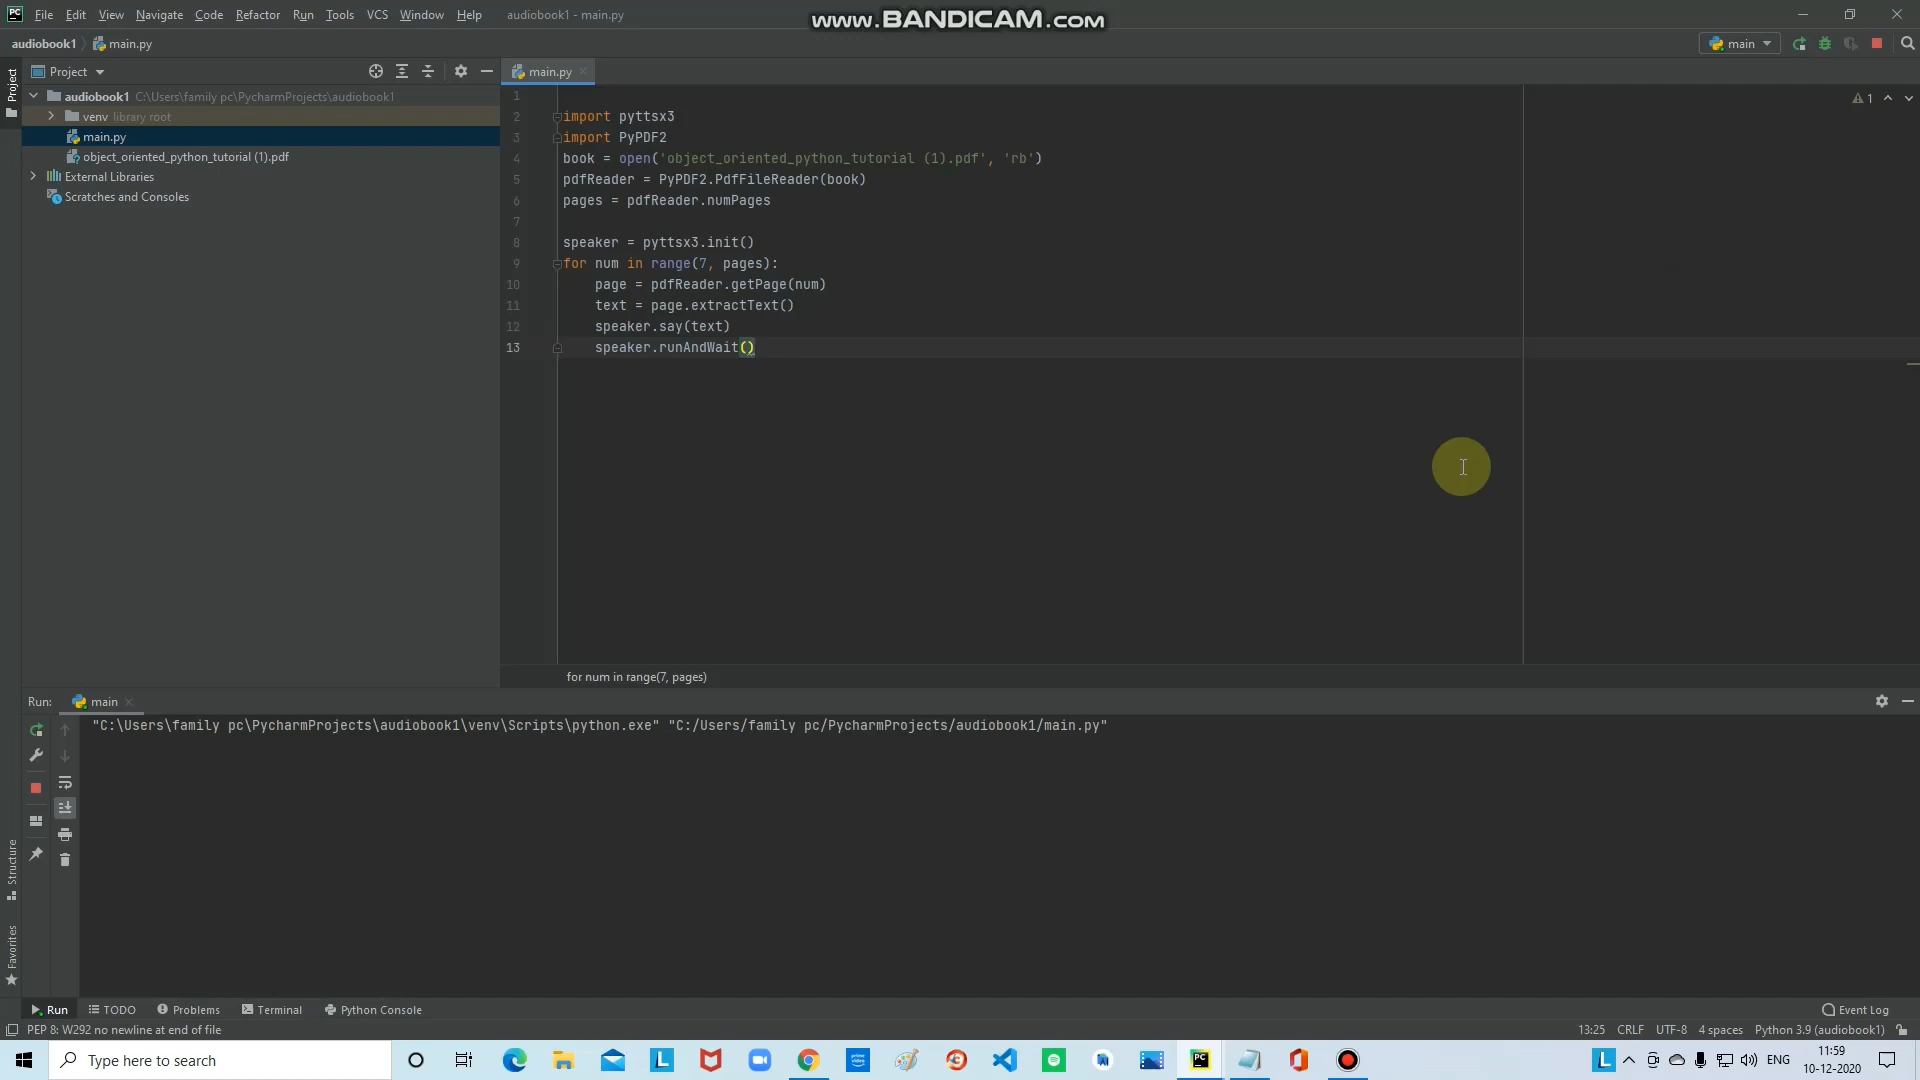 File Edit View Navigate Code Refactor Run Tools VCS Window Help audiobook1 - main.py
www.BANDICAM.com
audiobook1 main.py
main
Project
Project
audiobook1 C:\Users\family pc\PycharmProjects\audiobook1
venv library root
main.py
object_oriented_python_tutorial (1).pdf
External Libraries
Scratches and Consoles
main.py
1
1
2 import pyttsx3
3 import PyPDF2
4 book = open('object_oriented_python_tutorial (1).pdf', 'rb')
5 pdfReader = PyPDF2.PdfFileReader(book)
6 pages = pdfReader.numPages
7
8 speaker = pyttsx3.init()
9 for num in range(7, pages):
10 page = pdfReader.getPage(num)
11 text = page.extractText()
12 speaker.say(text)
13 speaker.runAndWait()
for num in range(7, pages)
Run: main
"C:\Users\family pc\PycharmProjects\audiobook1\venv\Scripts\python.exe" "C:/Users/family pc/PycharmProjects/audiobook1/main.py"
Structure
Favorites
Run TODO Problems Terminal Python Console Event Log
PEP 8: W292 no newline at end of file 13:25 CRLF UTF-8 4 spaces Python 3.9 (audiobook1)
Type here to search
ENG
11:59
10-12-2020